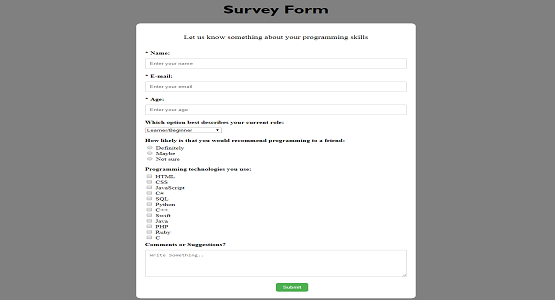 Survey Form
Let us know something about your programming skills
* Name:
Enter your name
* E-mail:
Enter your email
* Age:
Enter your age
Which option best describes your current role:
Learner/Beginner
How likely is that you would recommend programming to a friend:
Definitely
Maybe
Not sure
Programming technologies you use:
HTML
CSS
JavaScript
C#
SQL
Python
C++
Swift
Java
PHP
Ruby
C
Comments or Suggestions?
Write Something..
Submit